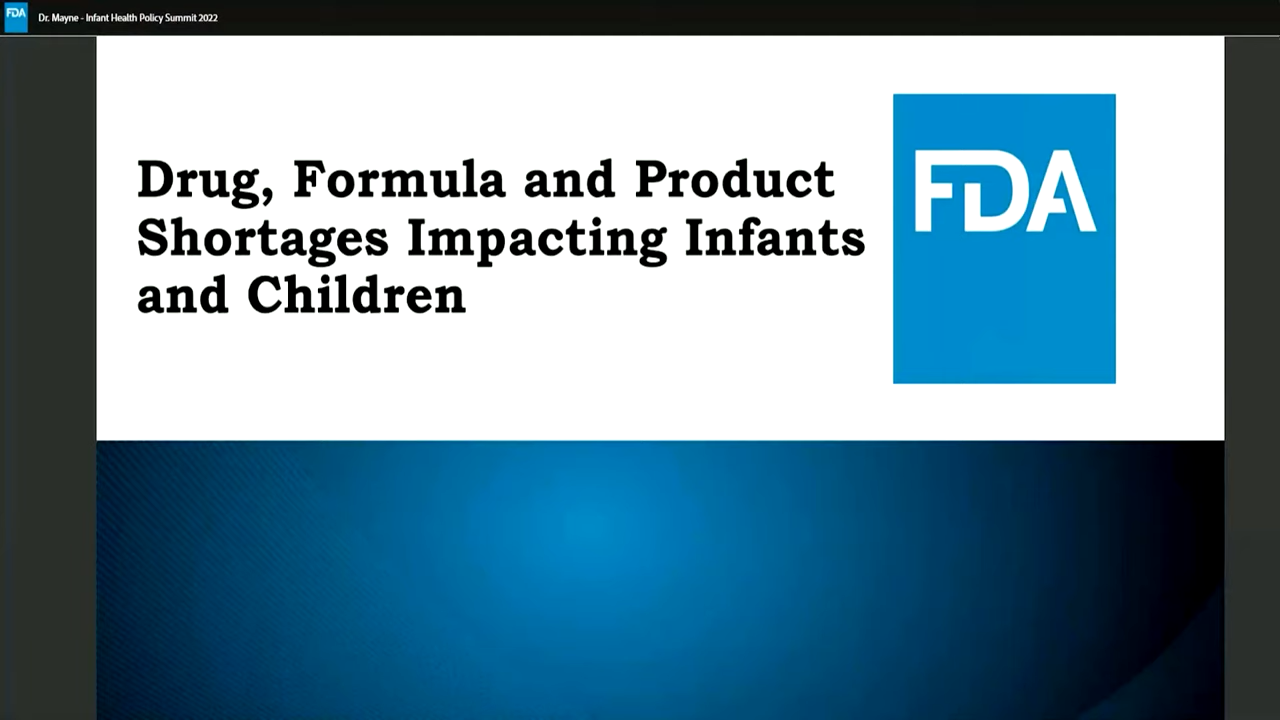 FDA
Dr. Mayne - Infant Health Policy Summit 2022
Drug, Formula and Product
Shortages Impacting Infants
and Children
FDA